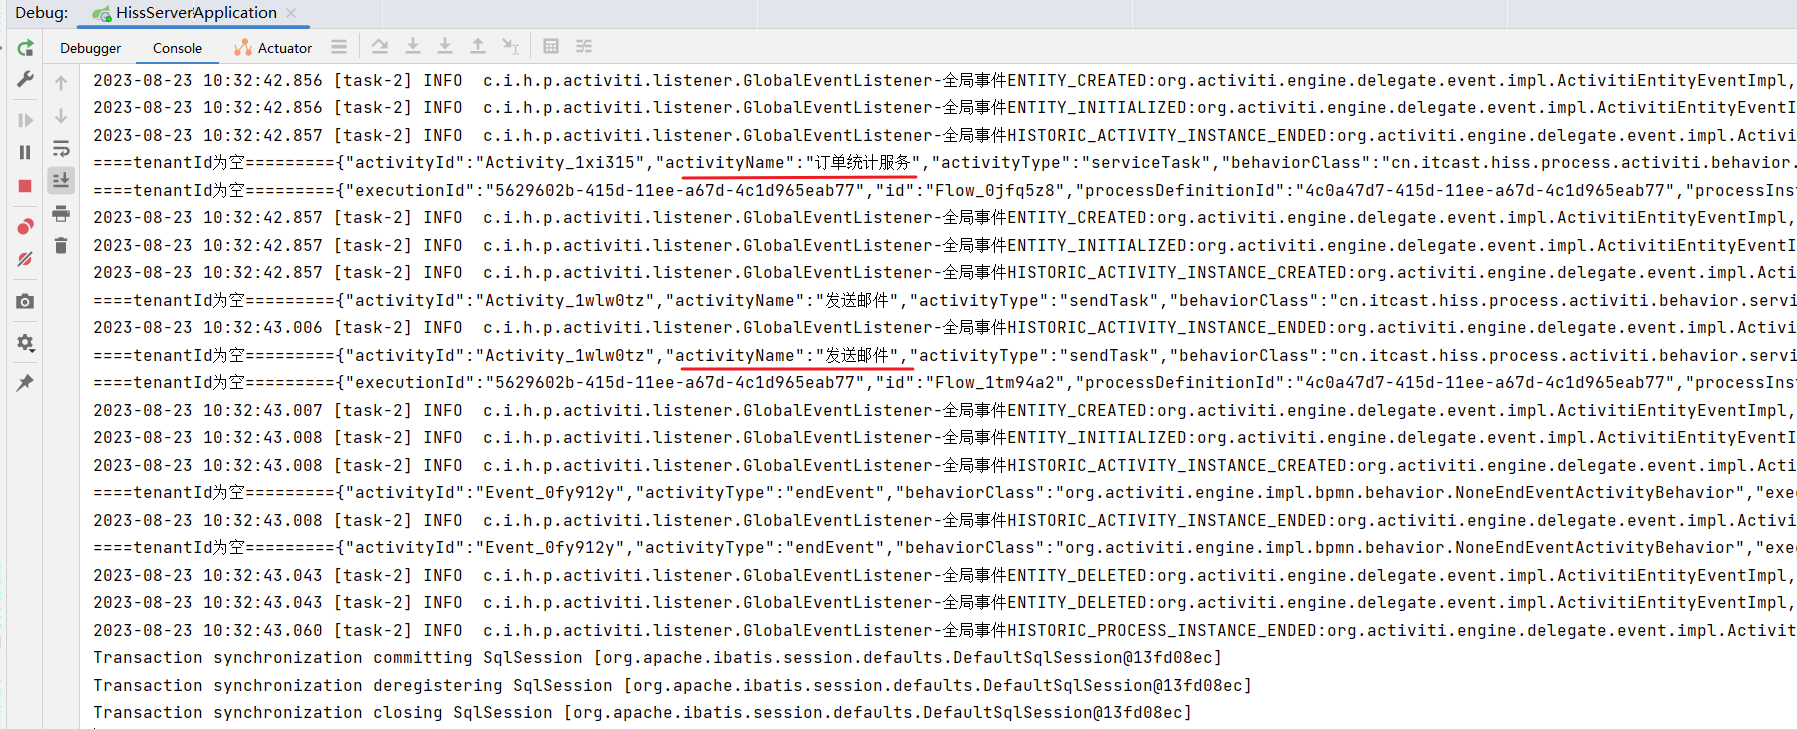 Debug: HissServerApplication
Debugger Console Actuator
2023-08-23 10:32:42.856 [task-2] INFO  c.i.h.p.activiti.listener.GlobalEventListener-全局事件ENTITY_CREATED:org.activiti.engine.delegate.event.impl.ActivitiEntityEventImpl,
2023-08-23 10:32:42.856 [task-2] INFO  c.i.h.p.activiti.listener.GlobalEventListener-全局事件ENTITY_INITIALIZED:org.activiti.engine.delegate.event.impl.ActivitiEntityEventI
2023-08-23 10:32:42.857 [task-2] INFO  c.i.h.p.activiti.listener.GlobalEventListener-全局事件HISTORIC_ACTIVITY_INSTANCE_ENDED:org.activiti.engine.delegate.event.impl.Activi
====tenantId为空=========={"activityId":"Activity_1xi315","activityName":"订单统计服务","activityType":"serviceTask","behaviorClass":"cn.itcast.hiss.process.activiti.behavior.
====tenantId为空=========={"executionId":"5629602b-415d-11ee-a67d-4c1d965eab77","id":"Flow_0jfq5z8","processDefinitionId":"4c0a47d7-415d-11ee-a67d-4c1d965eab77","processInst
2023-08-23 10:32:42.857 [task-2] INFO  c.i.h.p.activiti.listener.GlobalEventListener-全局事件ENTITY_CREATED:org.activiti.engine.delegate.event.impl.ActivitiEntityEventImpl,
2023-08-23 10:32:42.857 [task-2] INFO  c.i.h.p.activiti.listener.GlobalEventListener-全局事件ENTITY_INITIALIZED:org.activiti.engine.delegate.event.impl.ActivitiEntityEventI
2023-08-23 10:32:42.857 [task-2] INFO  c.i.h.p.activiti.listener.GlobalEventListener-全局事件HISTORIC_ACTIVITY_INSTANCE_CREATED:org.activiti.engine.delegate.event.impl.Acti
====tenantId为空=========={"activityId":"Activity_1wlw0tz","activityName":"发送邮件","activityType":"sendTask","behaviorClass":"cn.itcast.hiss.process.activiti.behavior.servi
2023-08-23 10:32:43.006 [task-2] INFO  c.i.h.p.activiti.listener.GlobalEventListener-全局事件HISTORIC_ACTIVITY_INSTANCE_ENDED:org.activiti.engine.delegate.event.impl.Activi
====tenantId为空=========={"activityId":"Activity_1wlw0tz","activityName":"发送邮件","activityType":"sendTask","behaviorClass":"cn.itcast.hiss.process.activiti.behavior.servi
====tenantId为空=========={"executionId":"5629602b-415d-11ee-a67d-4c1d965eab77","id":"Flow_1tm94a2","processDefinitionId":"4c0a47d7-415d-11ee-a67d-4c1d965eab77","processInst
2023-08-23 10:32:43.007 [task-2] INFO  c.i.h.p.activiti.listener.GlobalEventListener-全局事件ENTITY_CREATED:org.activiti.engine.delegate.event.impl.ActivitiEntityEventImpl,
2023-08-23 10:32:43.008 [task-2] INFO  c.i.h.p.activiti.listener.GlobalEventListener-全局事件ENTITY_INITIALIZED:org.activiti.engine.delegate.event.impl.ActivitiEntityEventI
2023-08-23 10:32:43.008 [task-2] INFO  c.i.h.p.activiti.listener.GlobalEventListener-全局事件HISTORIC_ACTIVITY_INSTANCE_CREATED:org.activiti.engine.delegate.event.impl.Acti
====tenantId为空=========={"activityId":"Event_0fy912y","activityType":"endEvent","behaviorClass":"org.activiti.engine.impl.bpmn.behavior.NoneEndEventActivityBehavior","exec
2023-08-23 10:32:43.008 [task-2] INFO  c.i.h.p.activiti.listener.GlobalEventListener-全局事件HISTORIC_ACTIVITY_INSTANCE_ENDED:org.activiti.engine.delegate.event.impl.Activi
====tenantId为空=========={"activityId":"Event_0fy912y","activityType":"endEvent","behaviorClass":"org.activiti.engine.impl.bpmn.behavior.NoneEndEventActivityBehavior","exec
2023-08-23 10:32:43.043 [task-2] INFO  c.i.h.p.activiti.listener.GlobalEventListener-全局事件ENTITY_DELETED:org.activiti.engine.delegate.event.impl.ActivitiEntityEventImpl,
2023-08-23 10:32:43.043 [task-2] INFO  c.i.h.p.activiti.listener.GlobalEventListener-全局事件ENTITY_DELETED:org.activiti.engine.delegate.event.impl.ActivitiEntityEventImpl,
2023-08-23 10:32:43.060 [task-2] INFO  c.i.h.p.activiti.listener.GlobalEventListener-全局事件HISTORIC_PROCESS_INSTANCE_ENDED:org.activiti.engine.delegate.event.impl.Activit
Transaction synchronization committing SqlSession [org.apache.ibatis.session.defaults.DefaultSqlSession@13fd08ec]
Transaction synchronization deregistering SqlSession [org.apache.ibatis.session.defaults.DefaultSqlSession@13fd08ec]
Transaction synchronization closing SqlSession [org.apache.ibatis.session.defaults.DefaultSqlSession@13fd08ec]